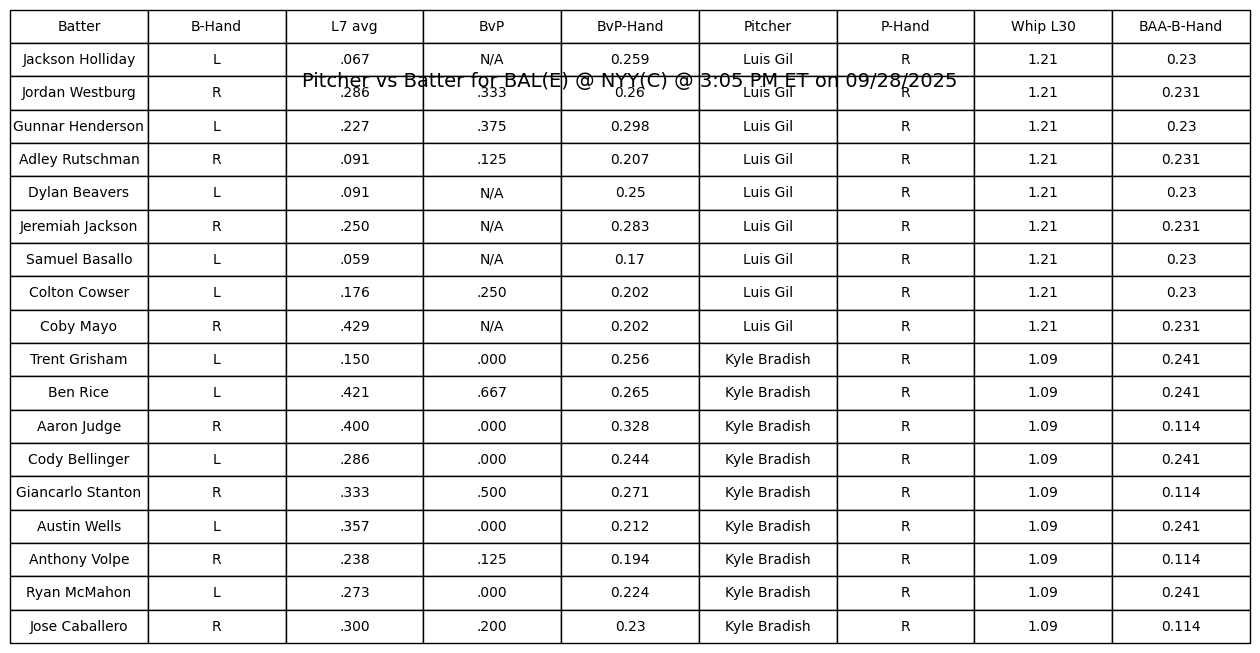 Batter B-Hand L7 avg BvP BvP-Hand Pitcher P-Hand Whip L30 BAA-B-Hand
Jackson Holliday L .067 N/A 0.259 Luis Gil R 1.21 0.23
Pitcher vs Batter for BAL(E) @ NYY(C) @ 3:05 PM ET on 09/28/2025
Jordan Westburg R .286 .333 0.26 Luis Gil R 1.21 0.231
Gunnar Henderson L .227 .375 0.298 Luis Gil R 1.21 0.23
Adley Rutschman R .091 .125 0.207 Luis Gil R 1.21 0.231
Dylan Beavers L .091 N/A 0.25 Luis Gil R 1.21 0.23
Jeremiah Jackson R .250 N/A 0.283 Luis Gil R 1.21 0.231
Samuel Basallo L .059 N/A 0.17 Luis Gil R 1.21 0.23
Colton Cowser L .176 .250 0.202 Luis Gil R 1.21 0.23
Coby Mayo R .429 N/A 0.202 Luis Gil R 1.21 0.231
Trent Grisham L .150 .000 0.256 Kyle Bradish R 1.09 0.241
Ben Rice L .421 .667 0.265 Kyle Bradish R 1.09 0.241
Aaron Judge R .400 .000 0.328 Kyle Bradish R 1.09 0.114
Cody Bellinger L .286 .000 0.244 Kyle Bradish R 1.09 0.241
Giancarlo Stanton R .333 .500 0.271 Kyle Bradish R 1.09 0.114
Austin Wells L .357 .000 0.212 Kyle Bradish R 1.09 0.241
Anthony Volpe R .238 .125 0.194 Kyle Bradish R 1.09 0.114
Ryan McMahon L .273 .000 0.224 Kyle Bradish R 1.09 0.241
Jose Caballero R .300 .200 0.23 Kyle Bradish R 1.09 0.114